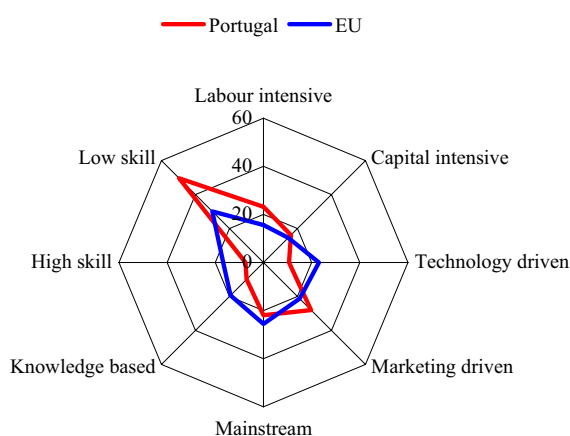 Portugal EU
Labour intensive
60
Low skill Capital intensive
40
20
High skill 0 Technology driven
Knowledge based Marketing driven
Mainstream